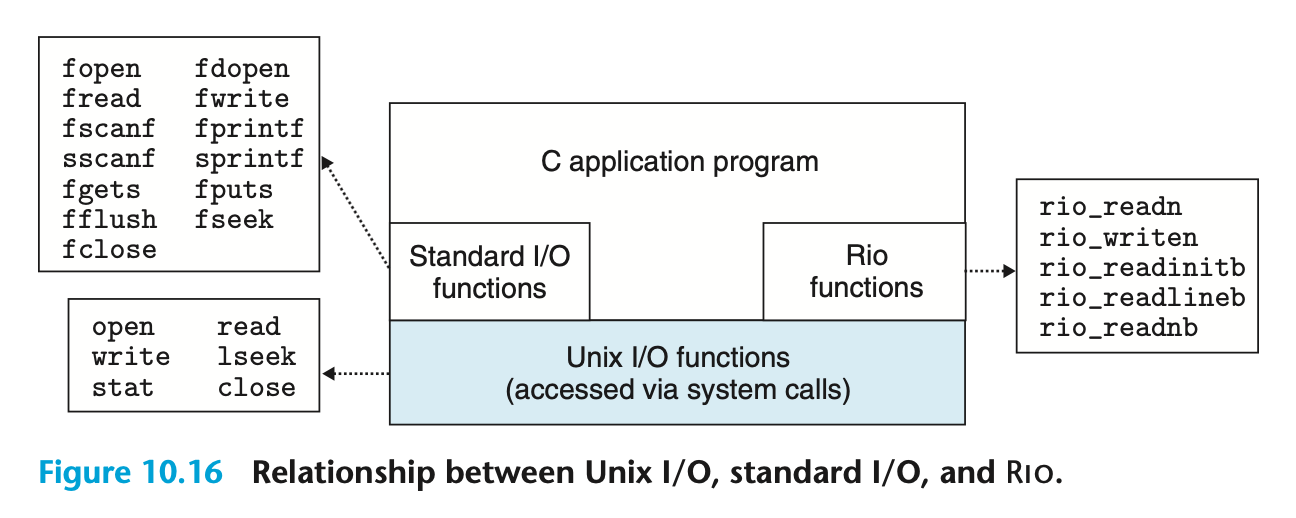 fopen fdopen
fread fwrite
fscanf fprintf
sscanf sprintf
fgets fputs
fflush fseek
fclose
C application program
Standard I/O
functions
Rio
functions
rio_readn
rio_writen
rio_readinitb
rio_readlineb
rio_readnb
open read
write lseek
stat close
Unix I/O functions
(accessed via system calls)
Figure 10.16 Relationship between Unix I/O, standard I/O, and RIO.